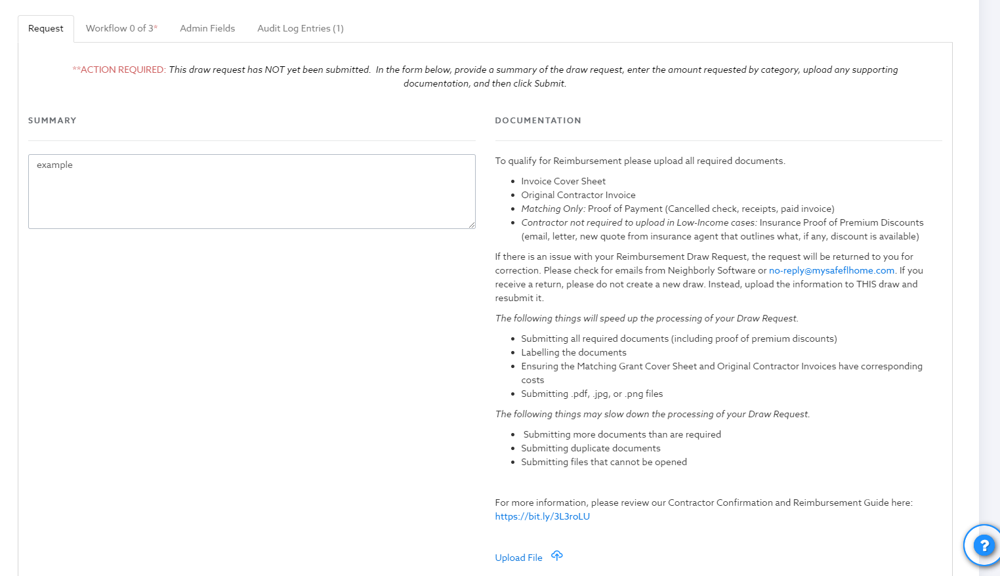 Request
Workflow 0 of 3*
Admin Fields
Audit Log Entries (1)
**ACTION REQUIRED: This draw request has NOT yet been submitted.  In the form below, provide a summary of the draw request, enter the amount requested by category, upload any supporting
documentation, and then click Submit.
SUMMARY
example
DOCUMENTATION
To qualify for Reimbursement please upload all required documents.
• Invoice Cover Sheet
• Original Contractor Invoice
• Matching Only: Proof of Payment (Cancelled check, receipts, paid invoice)
• Contractor not required to upload in Low-Income cases: Insurance Proof of Premium Discounts
(email, letter, new quote from insurance agent that outlines what, if any, discount is available)
If there is an issue with your Reimbursement Draw Request, the request will be returned to you for
correction. Please check for emails from Neighborly Software or no-reply@mysafeflhome.com. If you
receive a return, please do not create a new draw. Instead, upload the information to THIS draw and
resubmit it.
The following things will speed up the processing of your Draw Request.
• Submitting all required documents (including proof of premium discounts)
• Labelling the documents
• Ensuring the Matching Grant Cover Sheet and Original Contractor Invoices have corresponding
costs
• Submitting .pdf, .jpg, or .png files
The following things may slow down the processing of your Draw Request.
• Submitting more documents than are required
• Submitting duplicate documents
• Submitting files that cannot be opened
For more information, please review our Contractor Confirmation and Reimbursement Guide here:
https://bit.ly/3L3roLU
Upload File
?